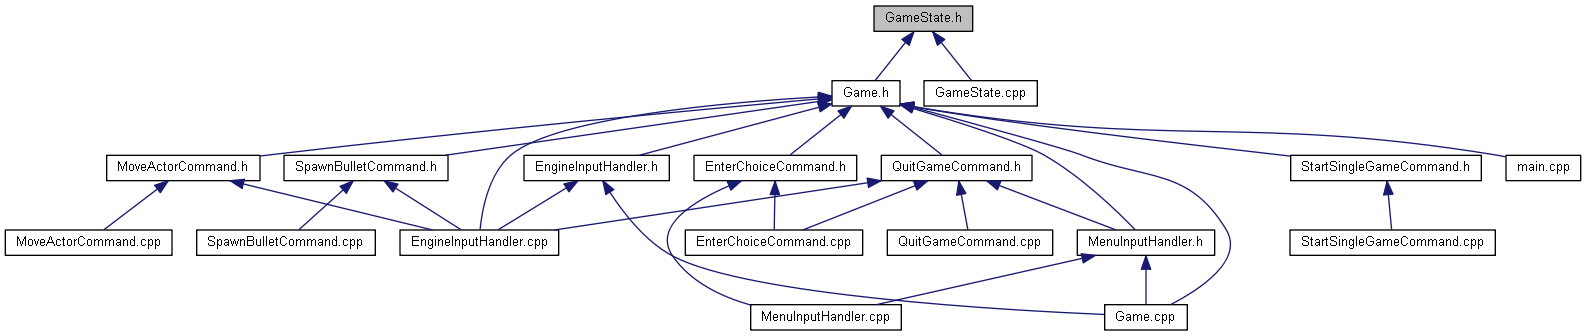 GameState.h
Game.h
GameState.cpp
MoveActorCommand.h
SpawnBulletCommand.h
EngineInputHandler.h
EnterChoiceCommand.h
QuitGameCommand.h
StartSingleGameCommand.h
main.cpp
MoveActorCommand.cpp
SpawnBulletCommand.cpp
EngineInputHandler.cpp
EnterChoiceCommand.cpp
QuitGameCommand.cpp
MenuInputHandler.h
StartSingleGameCommand.cpp
MenuInputHandler.cpp
Game.cpp